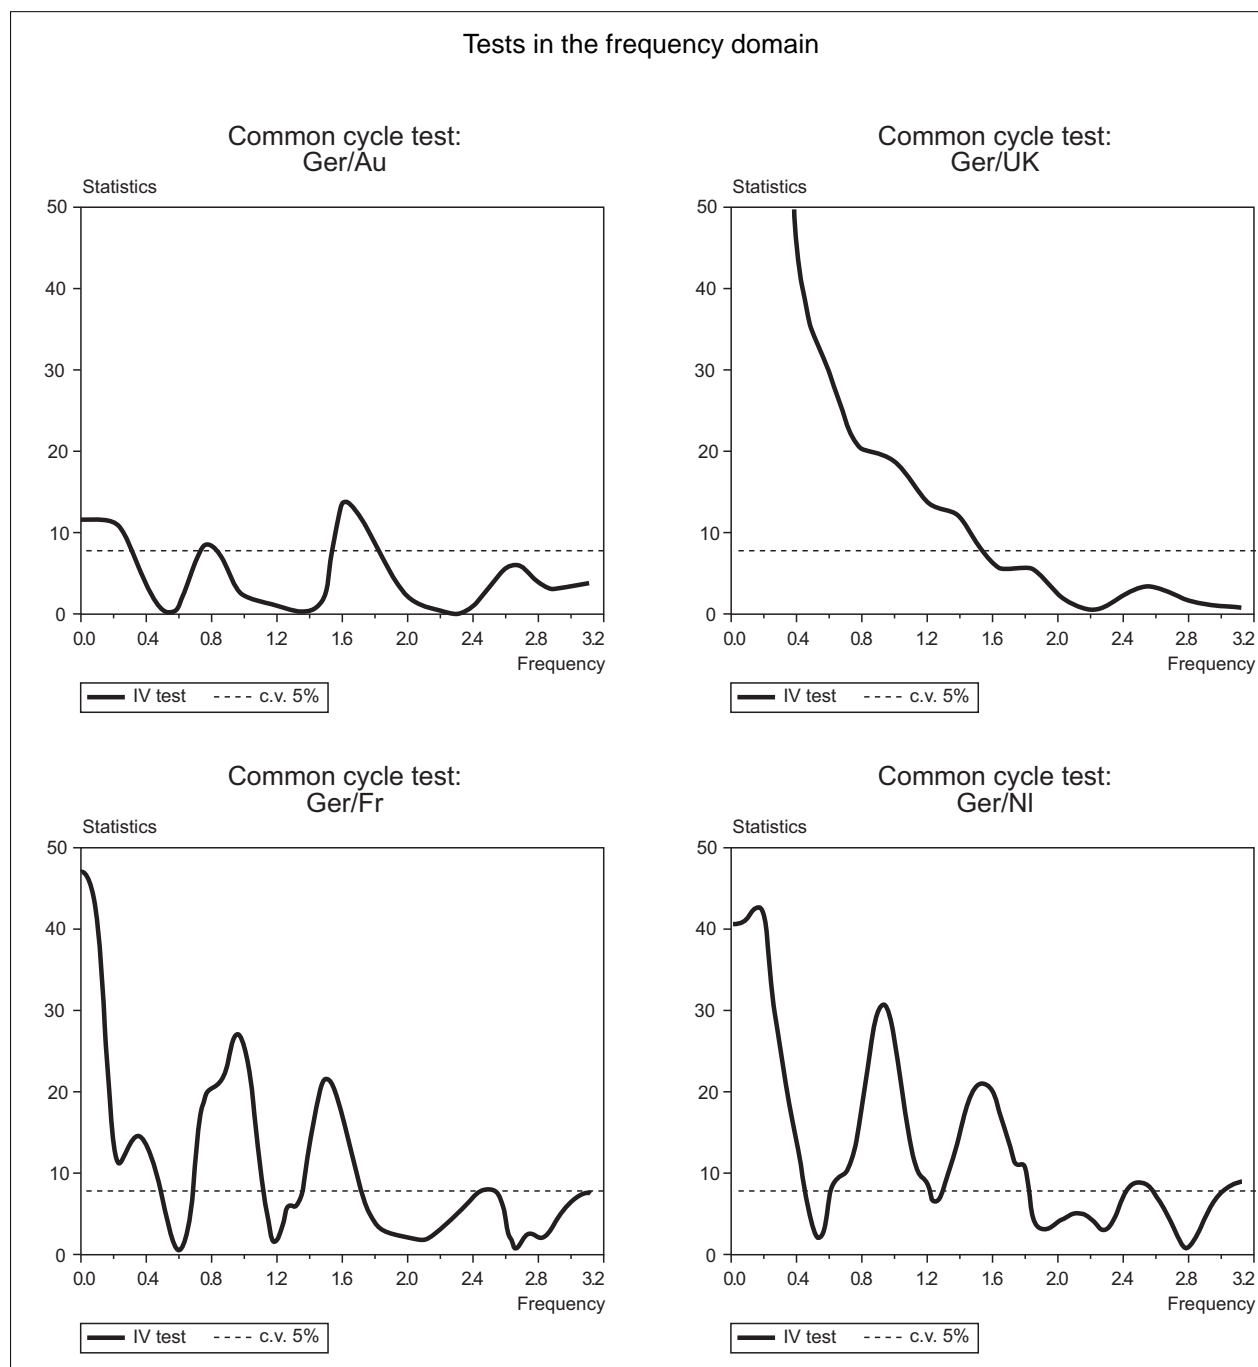 Tests in the frequency domain
Common cycle test:
Ger/Au
Statistics
50
40
30
20
10
0
0.0 0.4 0.8 1.2 1.6 2.0 2.4 2.8 3.2
Frequency
IV test c.v. 5%
Common cycle test:
Ger/UK
Statistics
50
40
30
20
10
0
0.0 0.4 0.8 1.2 1.6 2.0 2.4 2.8 3.2
Frequency
IV test c.v. 5%
Common cycle test:
Ger/Fr
Statistics
50
40
30
20
10
0
0.0 0.4 0.8 1.2 1.6 2.0 2.4 2.8 3.2
Frequency
IV test c.v. 5%
Common cycle test:
Ger/Nl
Statistics
50
40
30
20
10
0
0.0 0.4 0.8 1.2 1.6 2.0 2.4 2.8 3.2
Frequency
IV test c.v. 5%